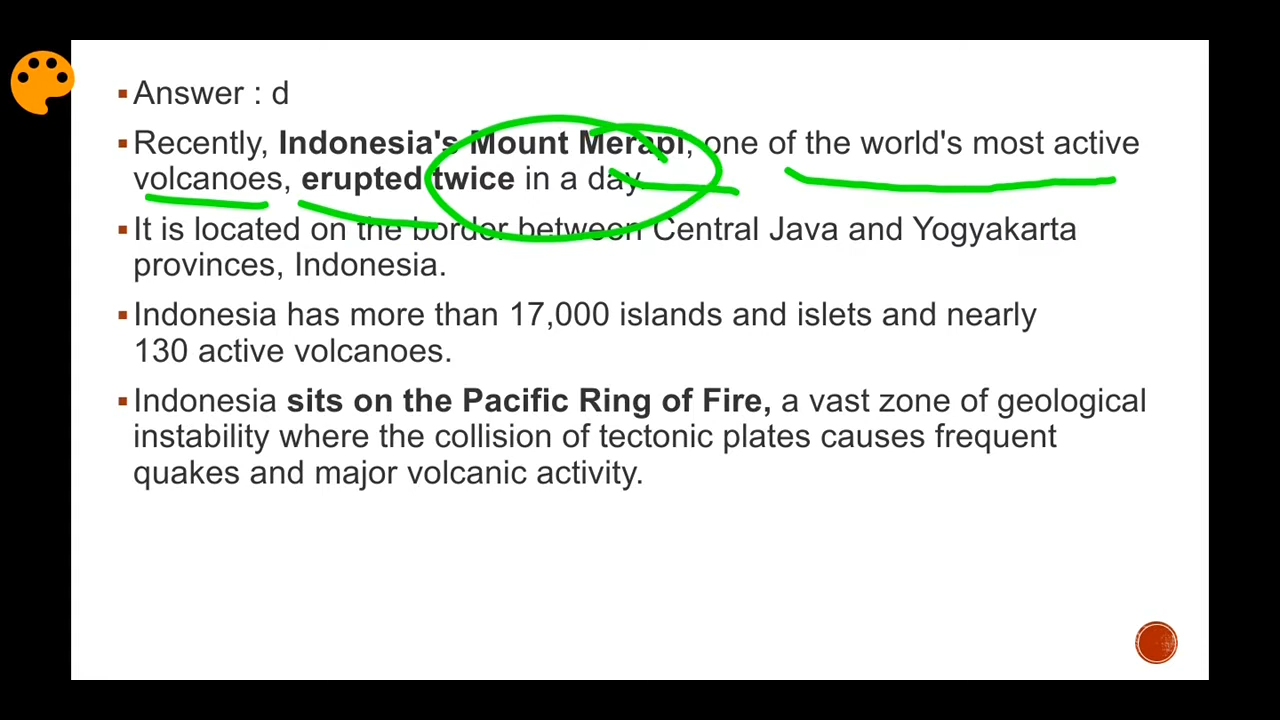 Answer : d
Recently, Indonesia's Mount Merapi, one of the world's most active
volcanoes, erupted twice in a day.
It is located on the border between Central Java and Yogyakarta
provinces, Indonesia.
Indonesia has more than 17,000 islands and islets and nearly
130 active volcanoes.
Indonesia sits on the Pacific Ring of Fire, a vast zone of geological
instability where the collision of tectonic plates causes frequent
quakes and major volcanic activity.